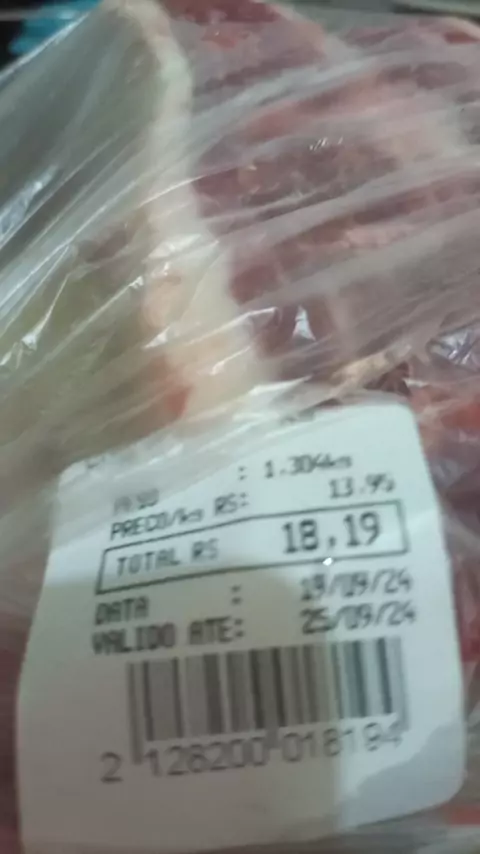 PESO : 1.304kg
PRECO/kg R$: 13.95
TOTAL R$ 18,19
DATA : 19/09/24
VALIDO ATE: 25/09/24
2 128200 018194